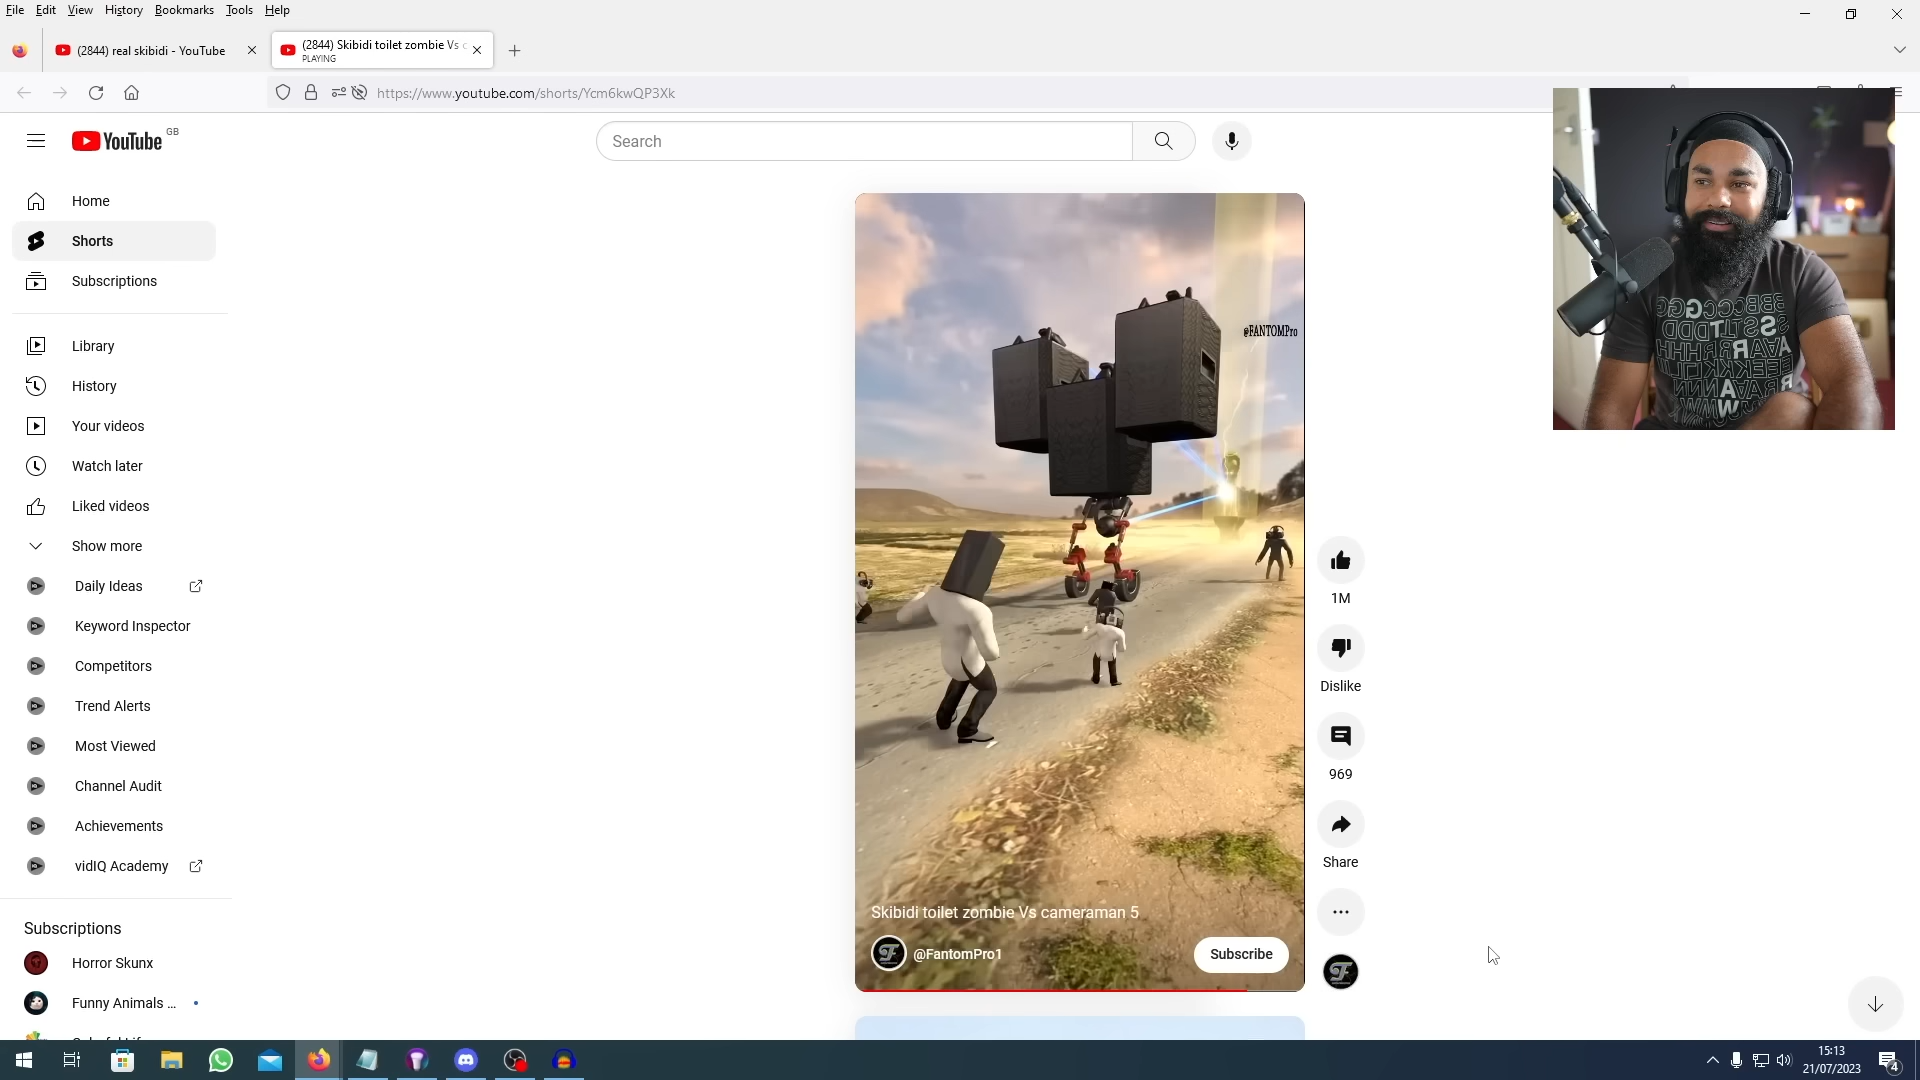 File Edit View History Bookmarks Tools Help
(2844) real skibidi - YouTube
(2844) Skibidi toilet zombie Vs c
PLAYING
https://www.youtube.com/shorts/Ycm6kwQP3Xk
YouTube GB
Search
Home
Shorts
Subscriptions
Library
History
Your videos
Watch later
Liked videos
Show more
Daily Ideas
Keyword Inspector
Competitors
Trend Alerts
Most Viewed
Channel Audit
Achievements
vidIQ Academy
Subscriptions
Horror Skunx
Funny Animals ...
@FANTOMPro
1M
Dislike
969
Share
Skibidi toilet zombie Vs cameraman 5
@FantomPro1
Subscribe
15:13
21/07/2023
4